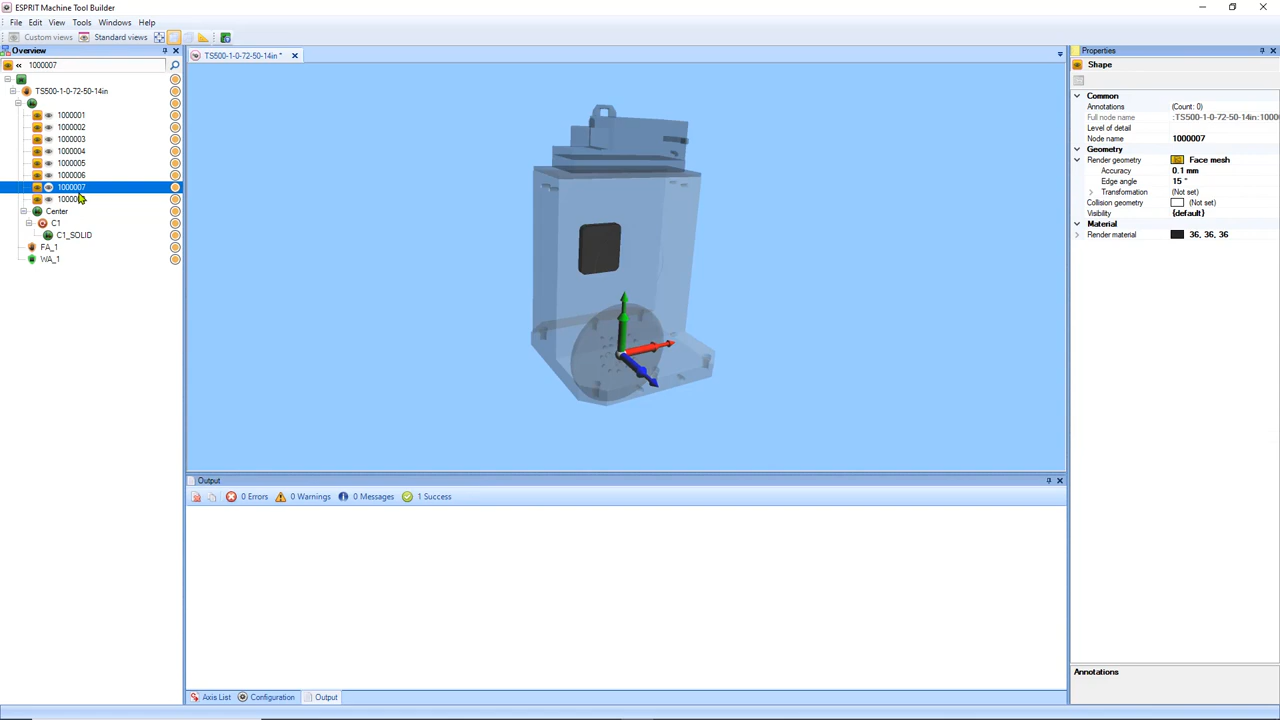 ESPRIT Machine Tool Builder
File Edit View Tools Windows Help
Custom views Standard views
Overview
« 1000007
TS500-1-0-72-50-14in
1000001
1000002
1000003
1000004
1000005
1000006
1000007
Center
C1
C1_SOLID
FA_1
WA_1
TS500-1-0-72-50-14in *
Output
0 Errors 0 Warnings 0 Messages 1 Success
Axis List Configuration Output
Properties
Shape
Common
Annotations (Count: 0)
Full node name :TS500-1-0-72-50-14in:1000
Level of detail
Node name 1000007
Geometry
Render geometry Face mesh
Accuracy 0.1 mm
Edge angle 15 °
Transformation (Not set)
Collision geometry (Not set)
Visibility {default}
Material
Render material 36, 36, 36
Annotations